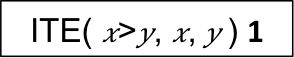 ITE( x>y, x, y ) 1